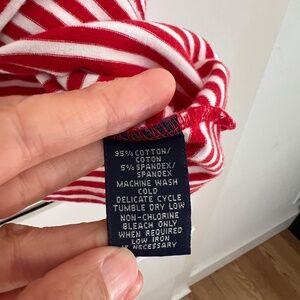 95% COTTON/
COTON
5% SPANDEX/
SPANDEX
MACHINE WASH
COLD
DELICATE CYCLE
TUMBLE DRY LOW
NON-CHLORINE
BLEACH ONLY
WHEN REQUIRED
LOW IRON
IF NECESSARY